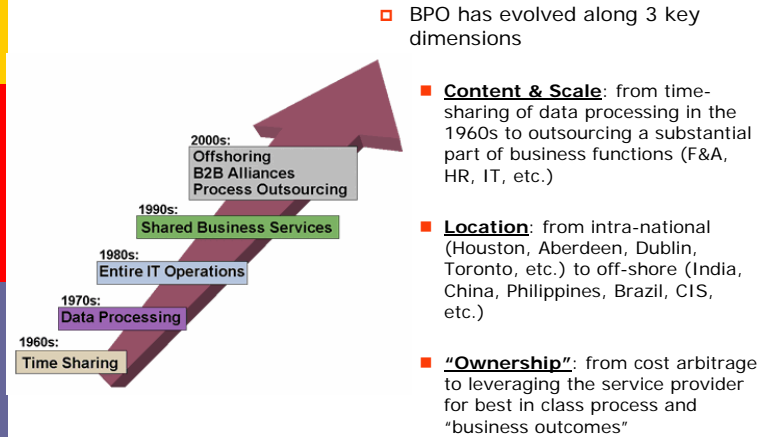 BPO has evolved along 3 key
dimensions
Content & Scale: from time-
sharing of data processing in the
1960s to outsourcing a substantial
part of business functions (F&A,
HR, IT, etc.)
Location: from intra-national
(Houston, Aberdeen, Dublin,
Toronto, etc.) to off-shore (India,
China, Philippines, Brazil, CIS,
etc.)
“Ownership”: from cost arbitrage
to leveraging the service provider
for best in class process and
“business outcomes”
2000s:
Offshoring
B2B Alliances
Process Outsourcing
1990s:
Shared Business Services
1980s:
Entire IT Operations
1970s:
Data Processing
1960s:
Time Sharing